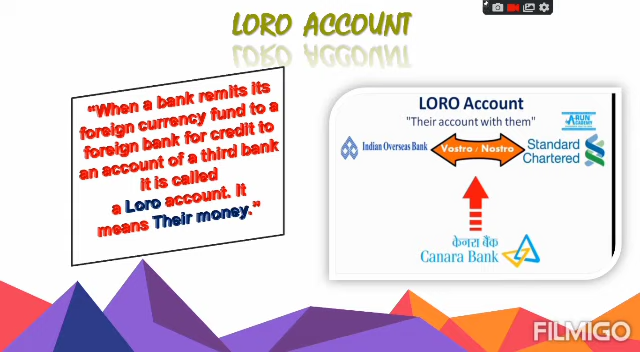 LORO ACCOUNT
"When a bank remits its
foreign currency fund to a
foreign bank for credit to
an account of a third bank
it is called
a Loro account. It
means Their money."
LORO Account
"Their account with them"
ARUN
ACADEMY
Indian Overseas Bank
Vostro / Nostro
Standard
Chartered
केनरा बैंक
Canara Bank
FILMIGO